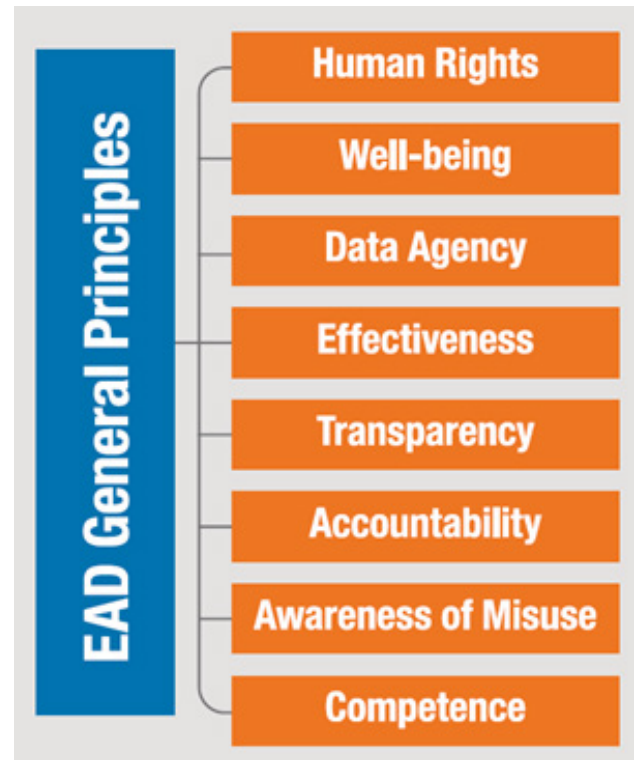 EAD General Principles
Human Rights
Well-being
Data Agency
Effectiveness
Transparency
Accountability
Awareness of Misuse
Competence